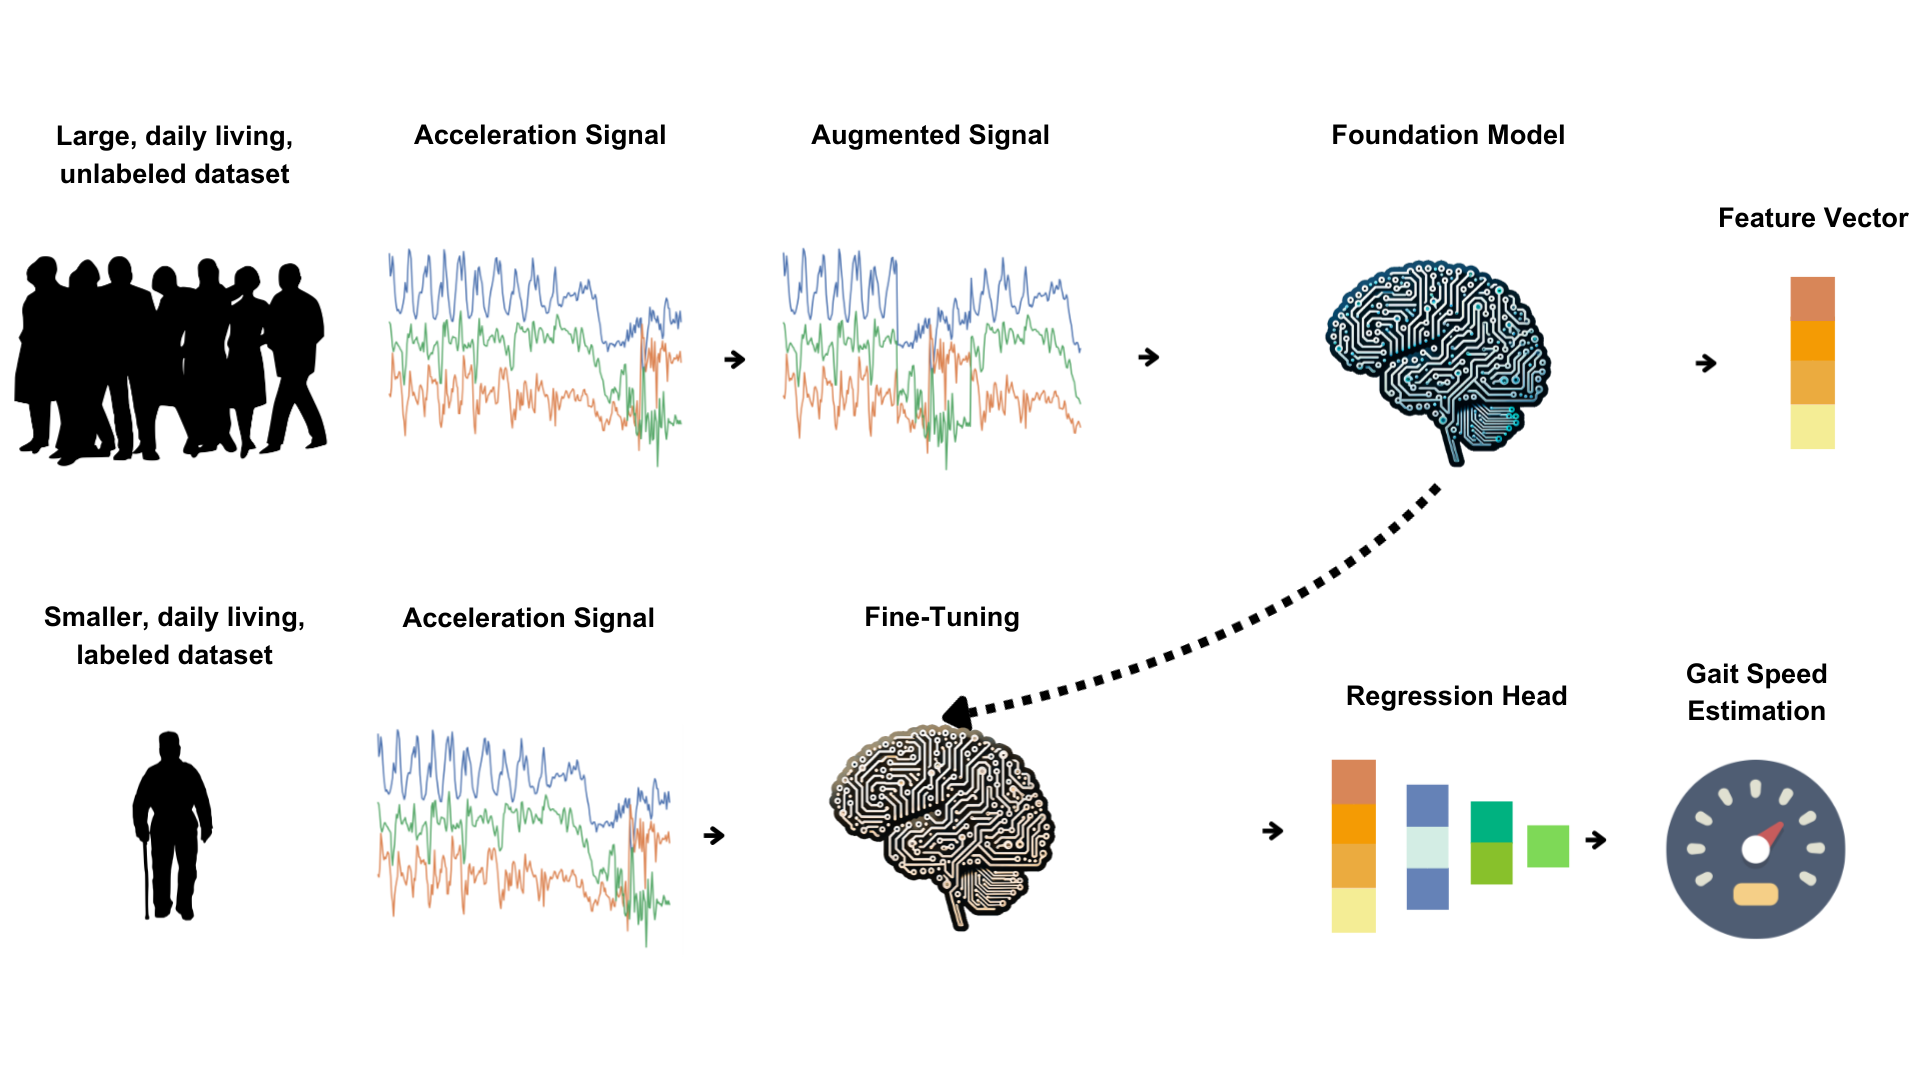 Large, daily living,
unlabeled dataset
Acceleration Signal
Augmented Signal
Foundation Model
Feature Vector
Smaller, daily living,
labeled dataset
Acceleration Signal
Fine-Tuning
Regression Head
Gait Speed
Estimation